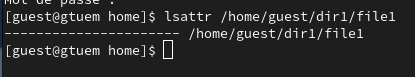 Mot de passe :
[guest@gtuem home]$ lsattr /home/guest/dir1/file1
---------------------- /home/guest/dir1/file1
[guest@gtuem home]$